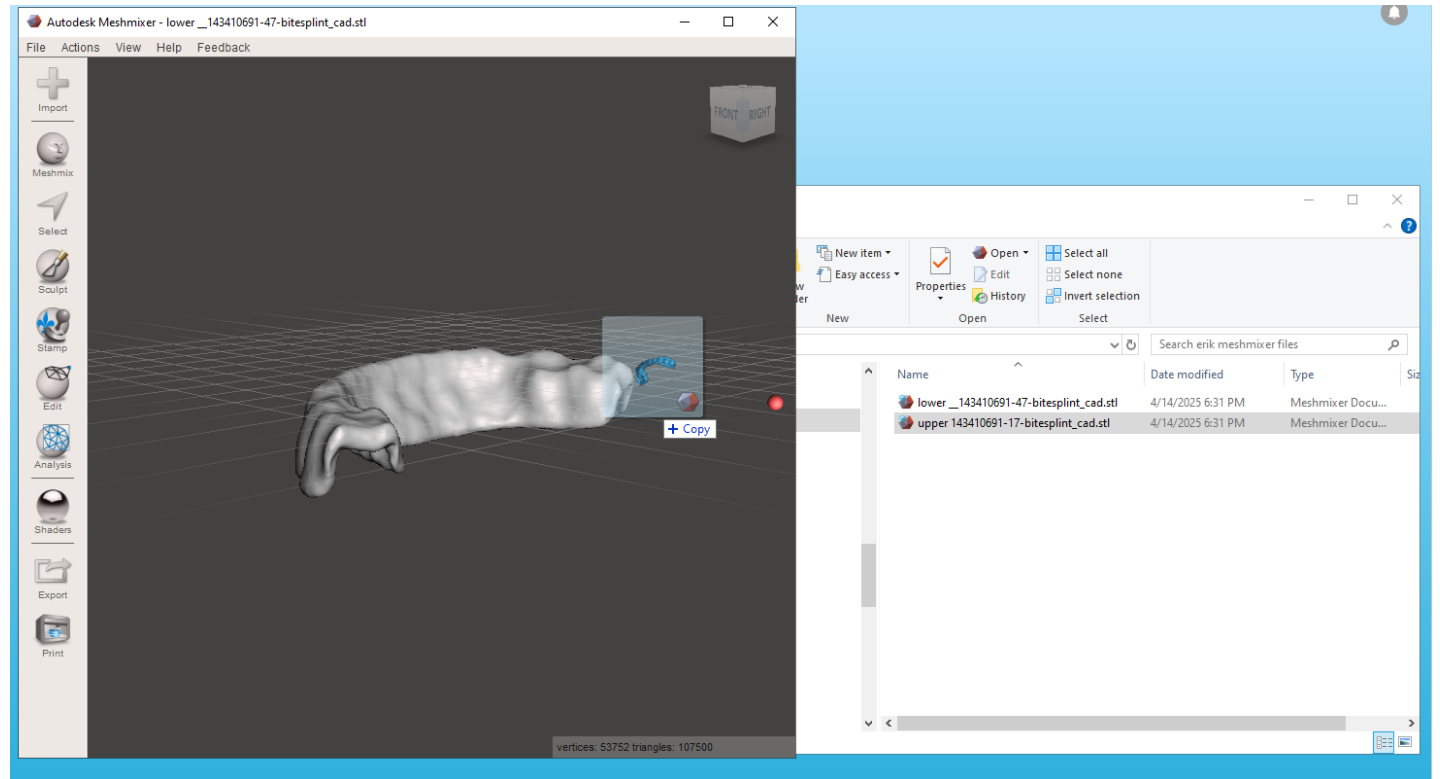 Autodesk Meshmixer - lower __143410691-47-bitesplint_cad.stl
File Actions View Help Feedback
Import
Meshmix
Select
Sculpt
Stamp
Edit
Analysis
Shaders
Export
Print
FRONT RIGHT
+ Copy
vertices: 53752 triangles: 107500
New item
Easy access
w
er
New
Properties
Open
Edit
History
Open
Select all
Select none
Invert selection
Select
Search erik meshmixer files
Name Date modified Type Siz
lower __143410691-47-bitesplint_cad.stl 4/14/2025 6:31 PM Meshmixer Docu...
upper 143410691-17-bitesplint_cad.stl 4/14/2025 6:31 PM Meshmixer Docu...